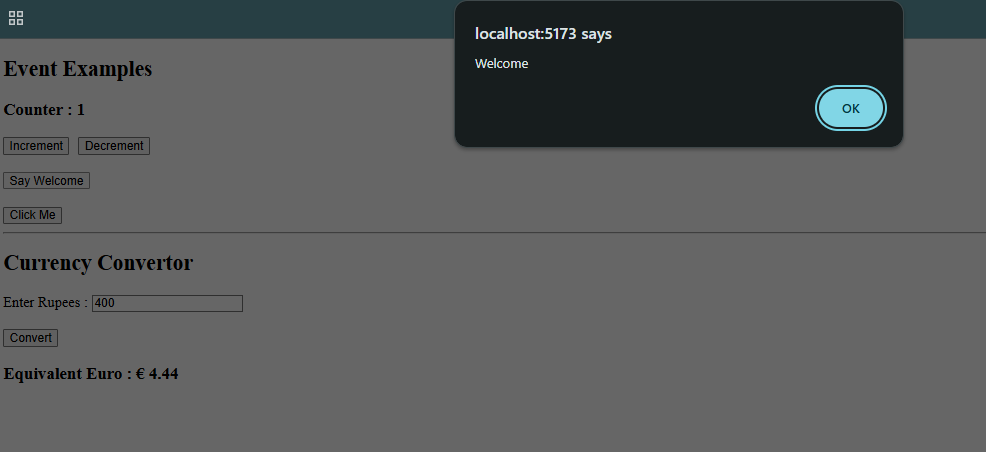 localhost:5173 says
Welcome
OK
Event Examples
Counter : 1
Increment Decrement
Say Welcome
Click Me
Currency Convertor
Enter Rupees : 400
Convert
Equivalent Euro : € 4.44